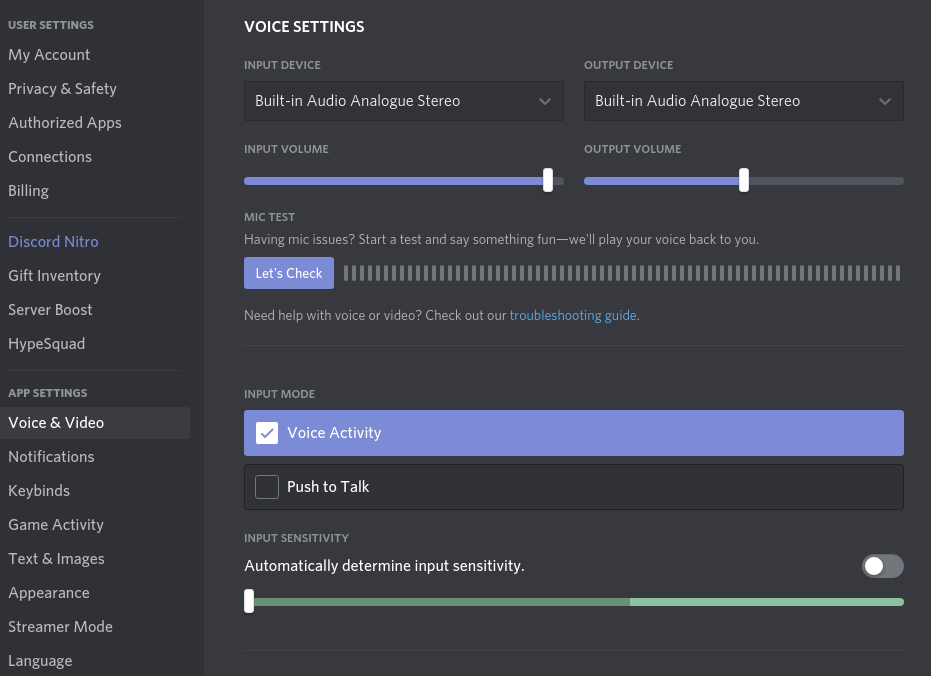 USER SETTINGS
My Account
Privacy & Safety
Authorized Apps
Connections
Billing
Discord Nitro
Gift Inventory
Server Boost
HypeSquad
APP SETTINGS
Voice & Video
Notifications
Keybinds
Game Activity
Text & Images
Appearance
Streamer Mode
Language
VOICE SETTINGS
INPUT DEVICE
Built-in Audio Analogue Stereo
OUTPUT DEVICE
Built-in Audio Analogue Stereo
INPUT VOLUME
OUTPUT VOLUME
MIC TEST
Having mic issues? Start a test and say something fun—we'll play your voice back to you.
Let's Check
Need help with voice or video? Check out our troubleshooting guide.
INPUT MODE
Voice Activity
Push to Talk
INPUT SENSITIVITY
Automatically determine input sensitivity.